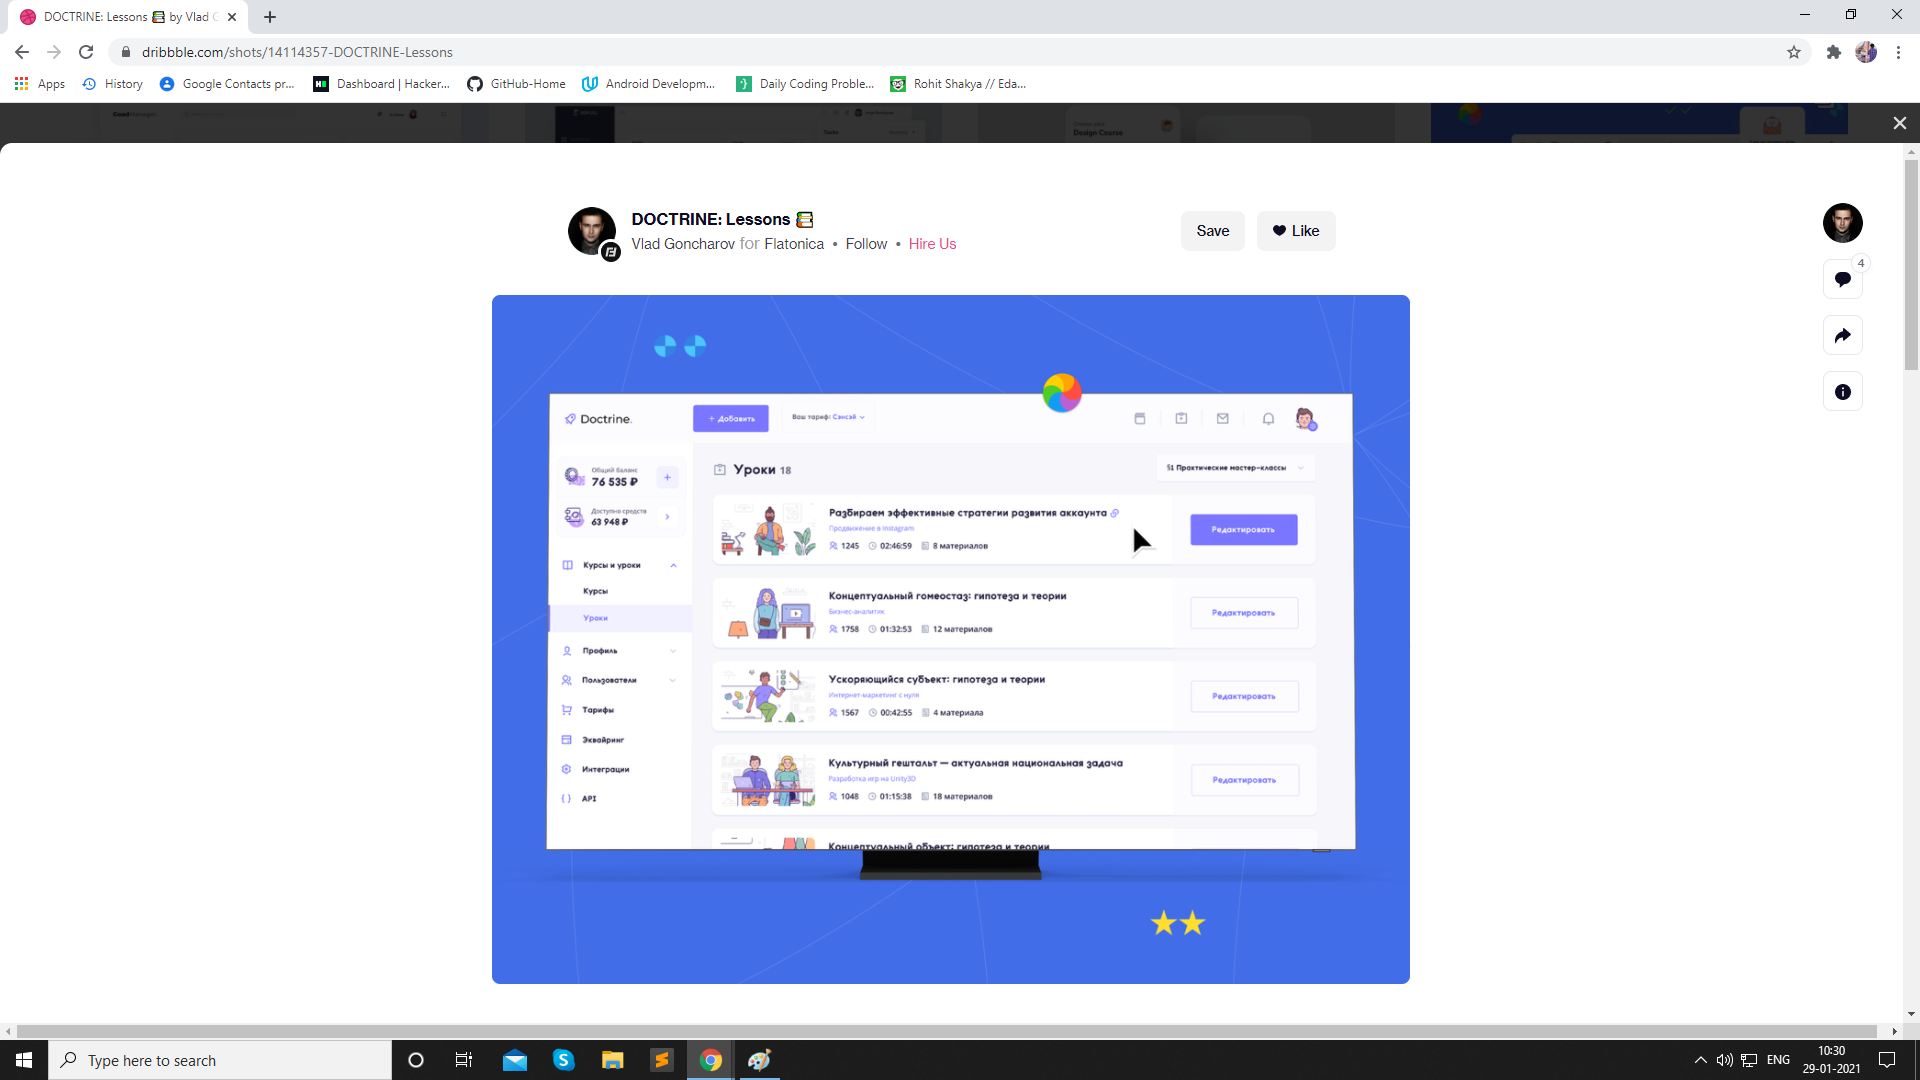 DOCTRINE: Lessons 📚 by Vlad G
dribbble.com/shots/14114357-DOCTRINE-Lessons
Apps History Google Contacts pr... Dashboard | Hacker... GitHub-Home Android Developm... Daily Coding Proble... Rohit Shakya // Eda...
Design Course
DOCTRINE: Lessons 📚
Vlad Goncharov for Flatonica • Follow • Hire Us
Save
Like
4
Doctrine.
+ Добавить
Ваш тариф: Сэнсэй
Общий баланс
76 535 ₽
Доступно средств
63 948 ₽
Курсы и уроки
Курсы
Уроки
Профиль
Пользователи
Тарифы
Эквайринг
Интеграции
API
Уроки 18
51 Практические мастер-классы
Разбираем эффективные стратегии развития аккаунта
Продвижение в Instagram
1245 02:46:59 8 материалов
Редактировать
Концептуальный гомеостаз: гипотеза и теории
Бизнес-аналитик
1758 01:32:53 12 материалов
Редактировать
Ускоряющийся субъект: гипотеза и теории
Интернет-маркетинг с нуля
1567 00:42:55 4 материала
Редактировать
Культурный гештальт — актуальная национальная задача
Разработка игр на Unity3D
1048 01:15:38 18 материалов
Редактировать
Концептуальный объект: гипотеза и теории
Type here to search
ENG
10:30
29-01-2021